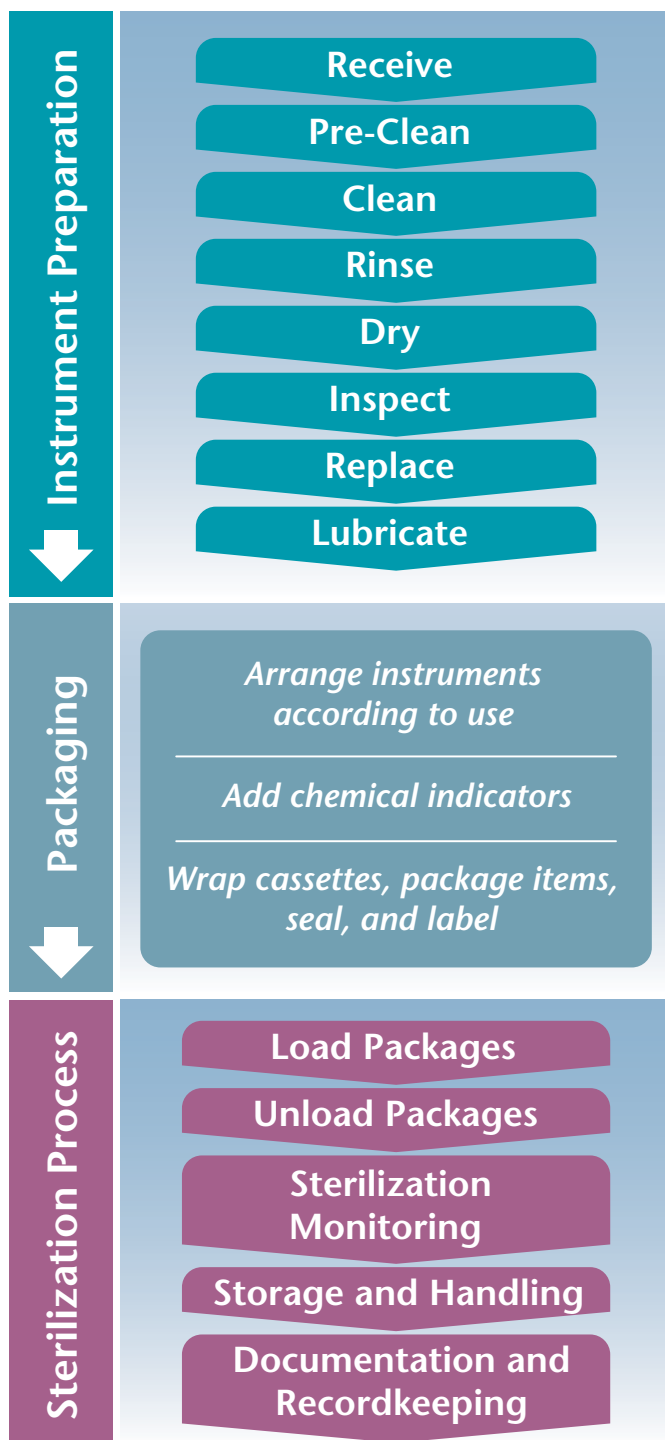 Instrument Preparation
Receive
Pre-Clean
Clean
Rinse
Dry
Inspect
Replace
Lubricate
Packaging
Arrange instruments
according to use
Add chemical indicators
Wrap cassettes, package items,
seal, and label
Sterilization Process
Load Packages
Unload Packages
Sterilization
Monitoring
Storage and Handling
Documentation and
Recordkeeping